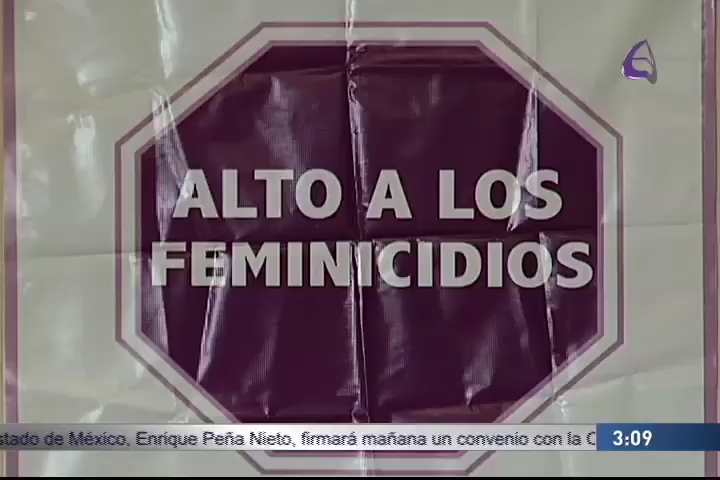 ALTO A LOS
FEMINICIDIOS
stado de México, Enrique Peña Nieto, firmará mañana un convenio con la C
3:09